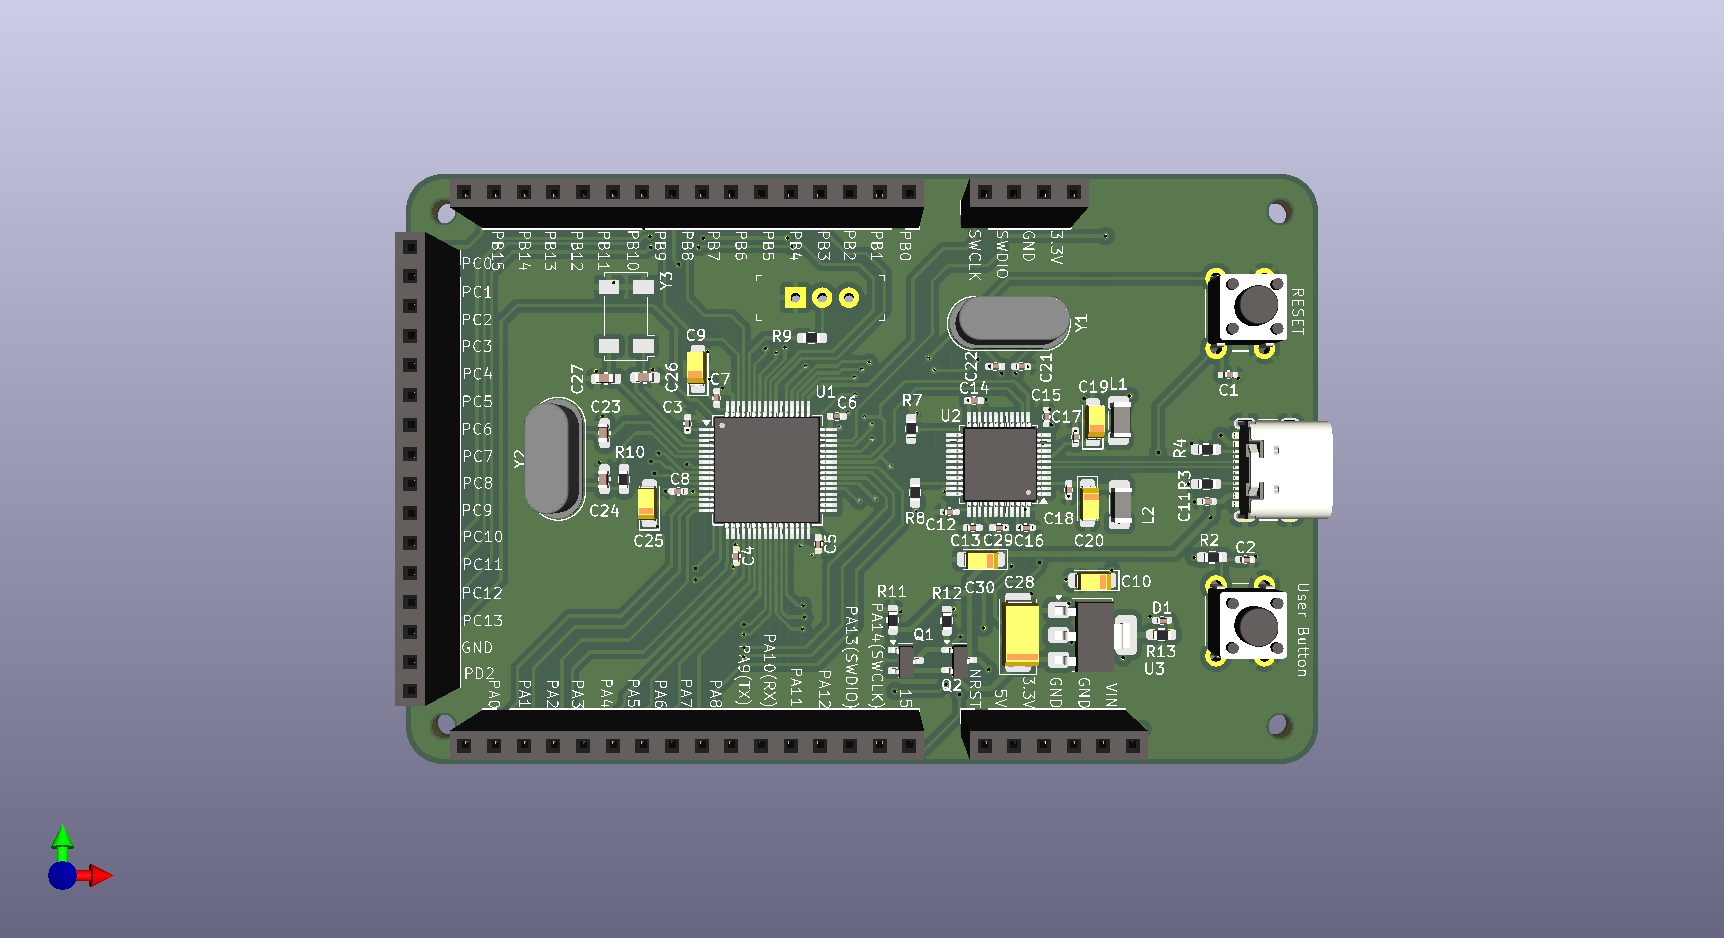 PB15
PB14
PB13
PB12
PB11
PB10
PB9
PB8
PB7
PB6
PB5
PB4
PB3
PB2
PB1
PB0
SWCLK
SWDIO
GND
3.3V
PC0
PC1
PC2
PC3
PC4
PC5
PC6
PC7
PC8
PC9
PC10
PC11
PC12
PC13
GND
PD2
Y3
R9
C9
C27
C26
C7
C3
C23
R10
Y2
C24
C25
C8
U1
C6
C4
C5
Y1
C22
C21
C14
C15
R7
U2
C17
C19
L1
R8
C12
C13
C29
C16
C18
C20
L2
C30
C28
C10
RESET
C1
R4
R3
C11
R2
C2
User Button
D1
R13
U3
R11
R12
Q1
Q2
PA0
PA1
PA2
PA3
PA4
PA5
PA6
PA7
PA8
PA9(TX)
PA10(RX)
PA11
PA12
PA13(SWDIO)
PA14(SWCLK)
15
NRST
5V
3.3V
GND
GND
VIN